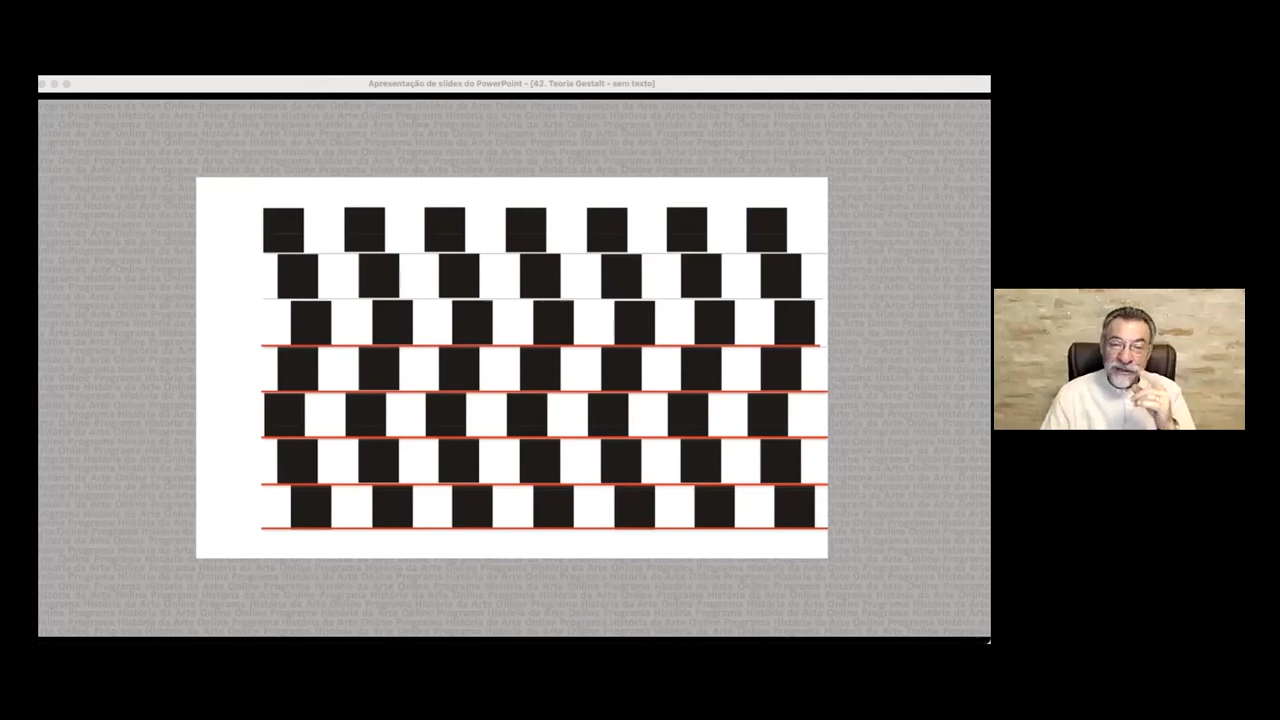 Apresentação de slides do PowerPoint - [42. Teoria Gestalt - sem texto]
Programa História da Arte Online